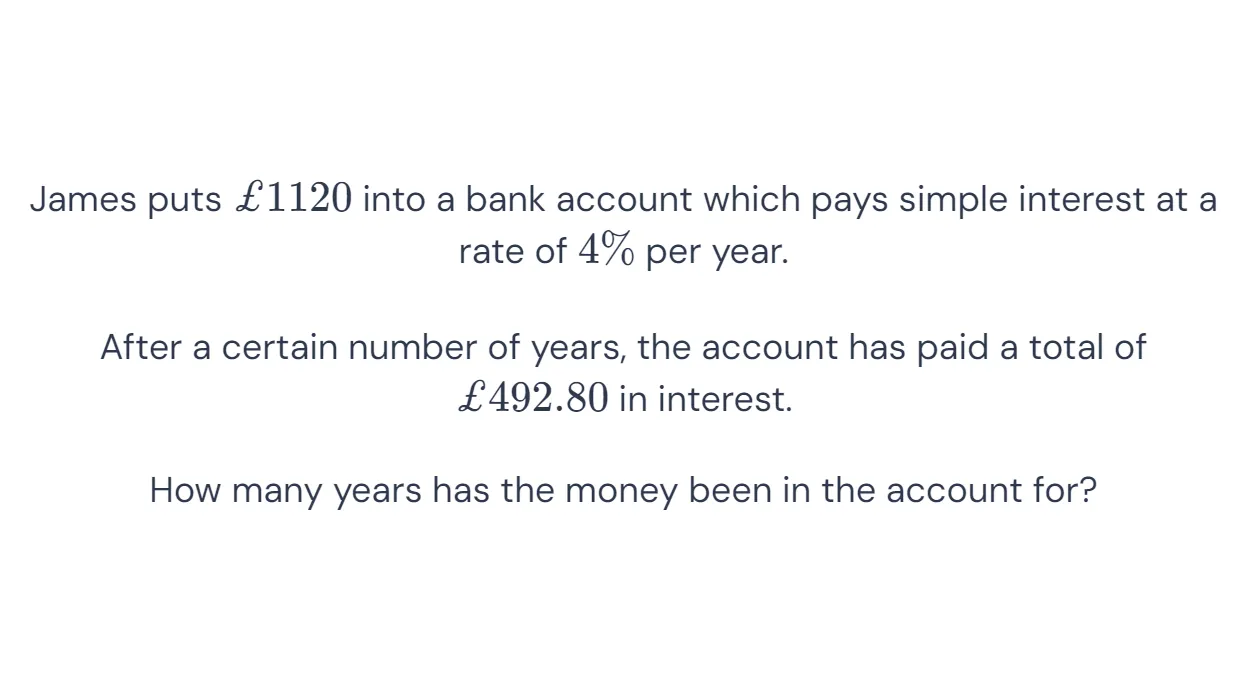 James puts £1120 into a bank account which pays simple interest at a
rate of 4% per year.
After a certain number of years, the account has paid a total of
£492.80 in interest.
How many years has the money been in the account for?